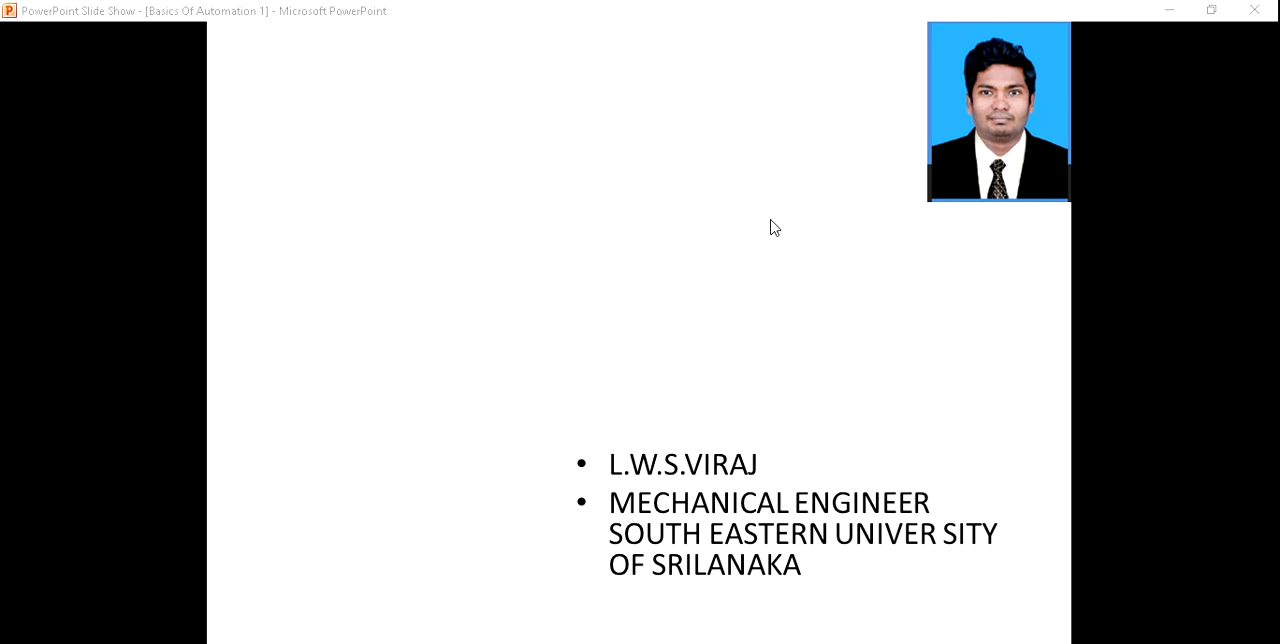 PowerPoint Slide Show - [Basics Of Automation 1] - Microsoft PowerPoint
• L.W.S.VIRAJ
• MECHANICAL ENGINEER
SOUTH EASTERN UNIVER SITY
OF SRILANAKA